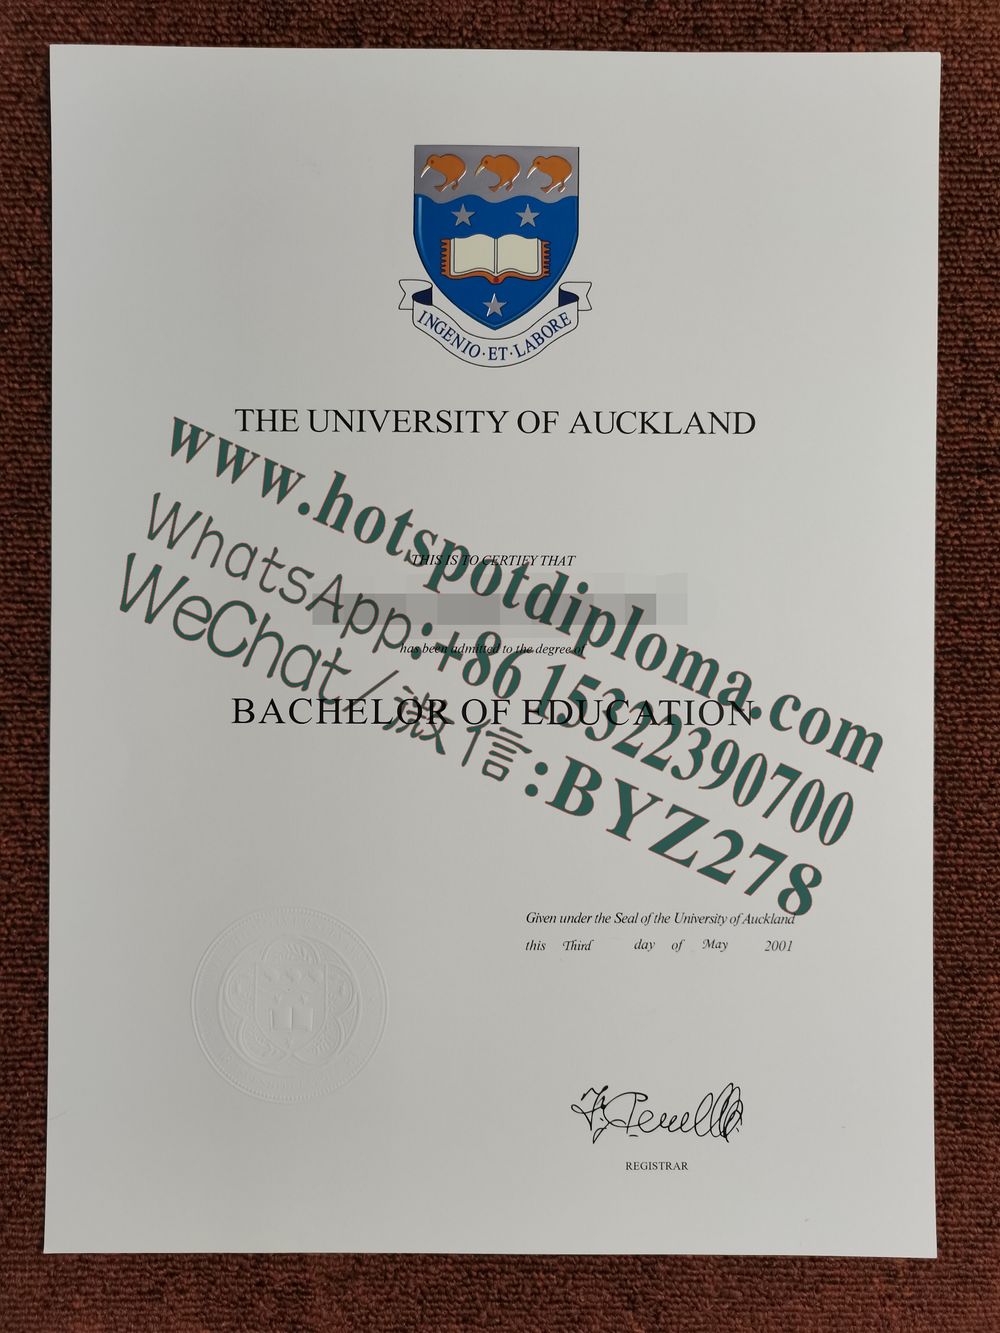 INGENIO·ET·LABORE
THE UNIVERSITY OF AUCKLAND
www.hotspotdiploma.com
THIS IS TO CERTIFY THAT
WhatsApp:+86 15322390700
has been admitted to the degree of
WeChat/微信:BYZ278
BACHELOR OF EDUCATION
Given under the Seal of the University of Auckland
this Third day of May 2001
REGISTRAR